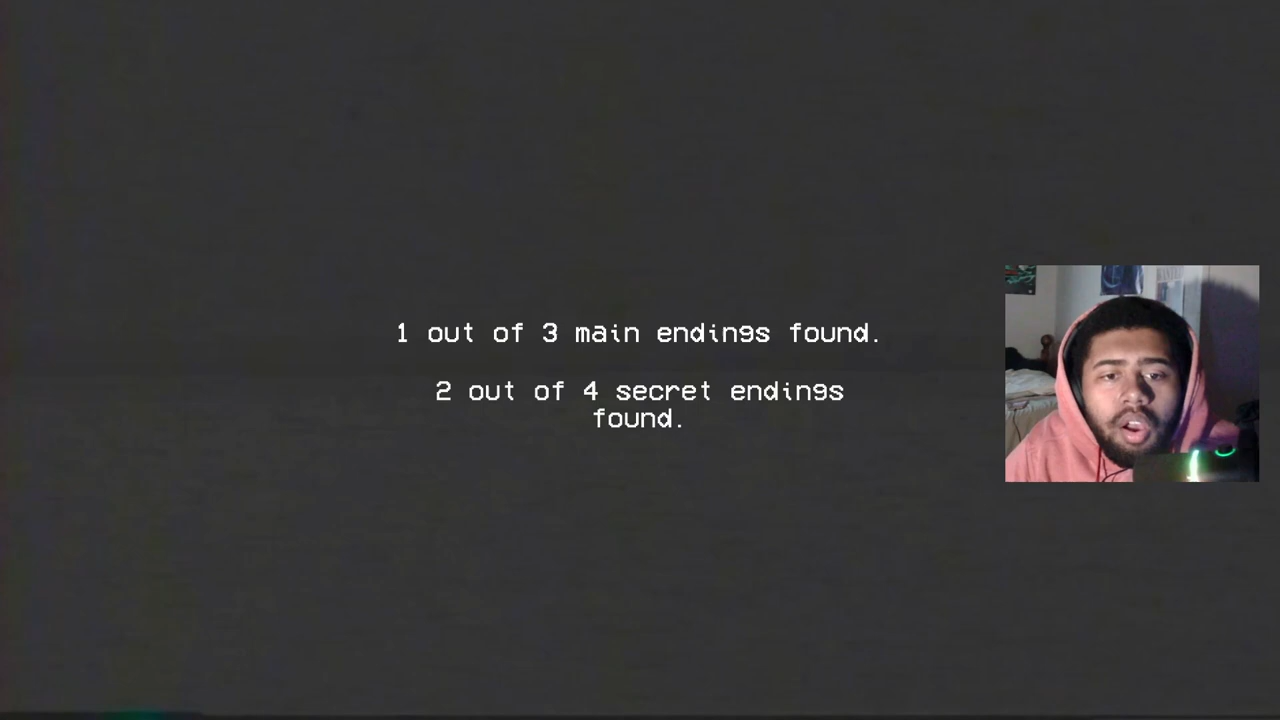 1 out of 3 main endings found.
2 out of 4 secret endings
found.